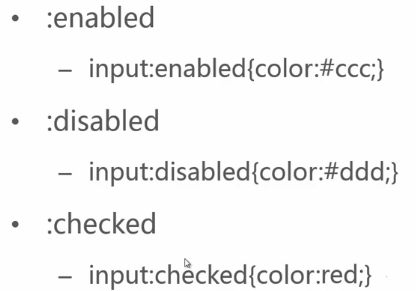 • :enabled
– input:enabled{color:#ccc;}
• :disabled
– input:disabled{color:#ddd;}
• :checked
– input:checked{color:red;}